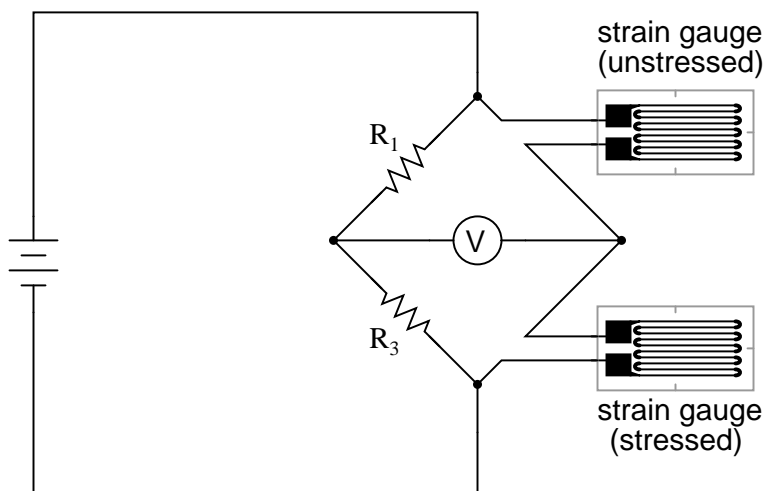 strain gauge
(unstressed)
R1
V
R3
strain gauge
(stressed)